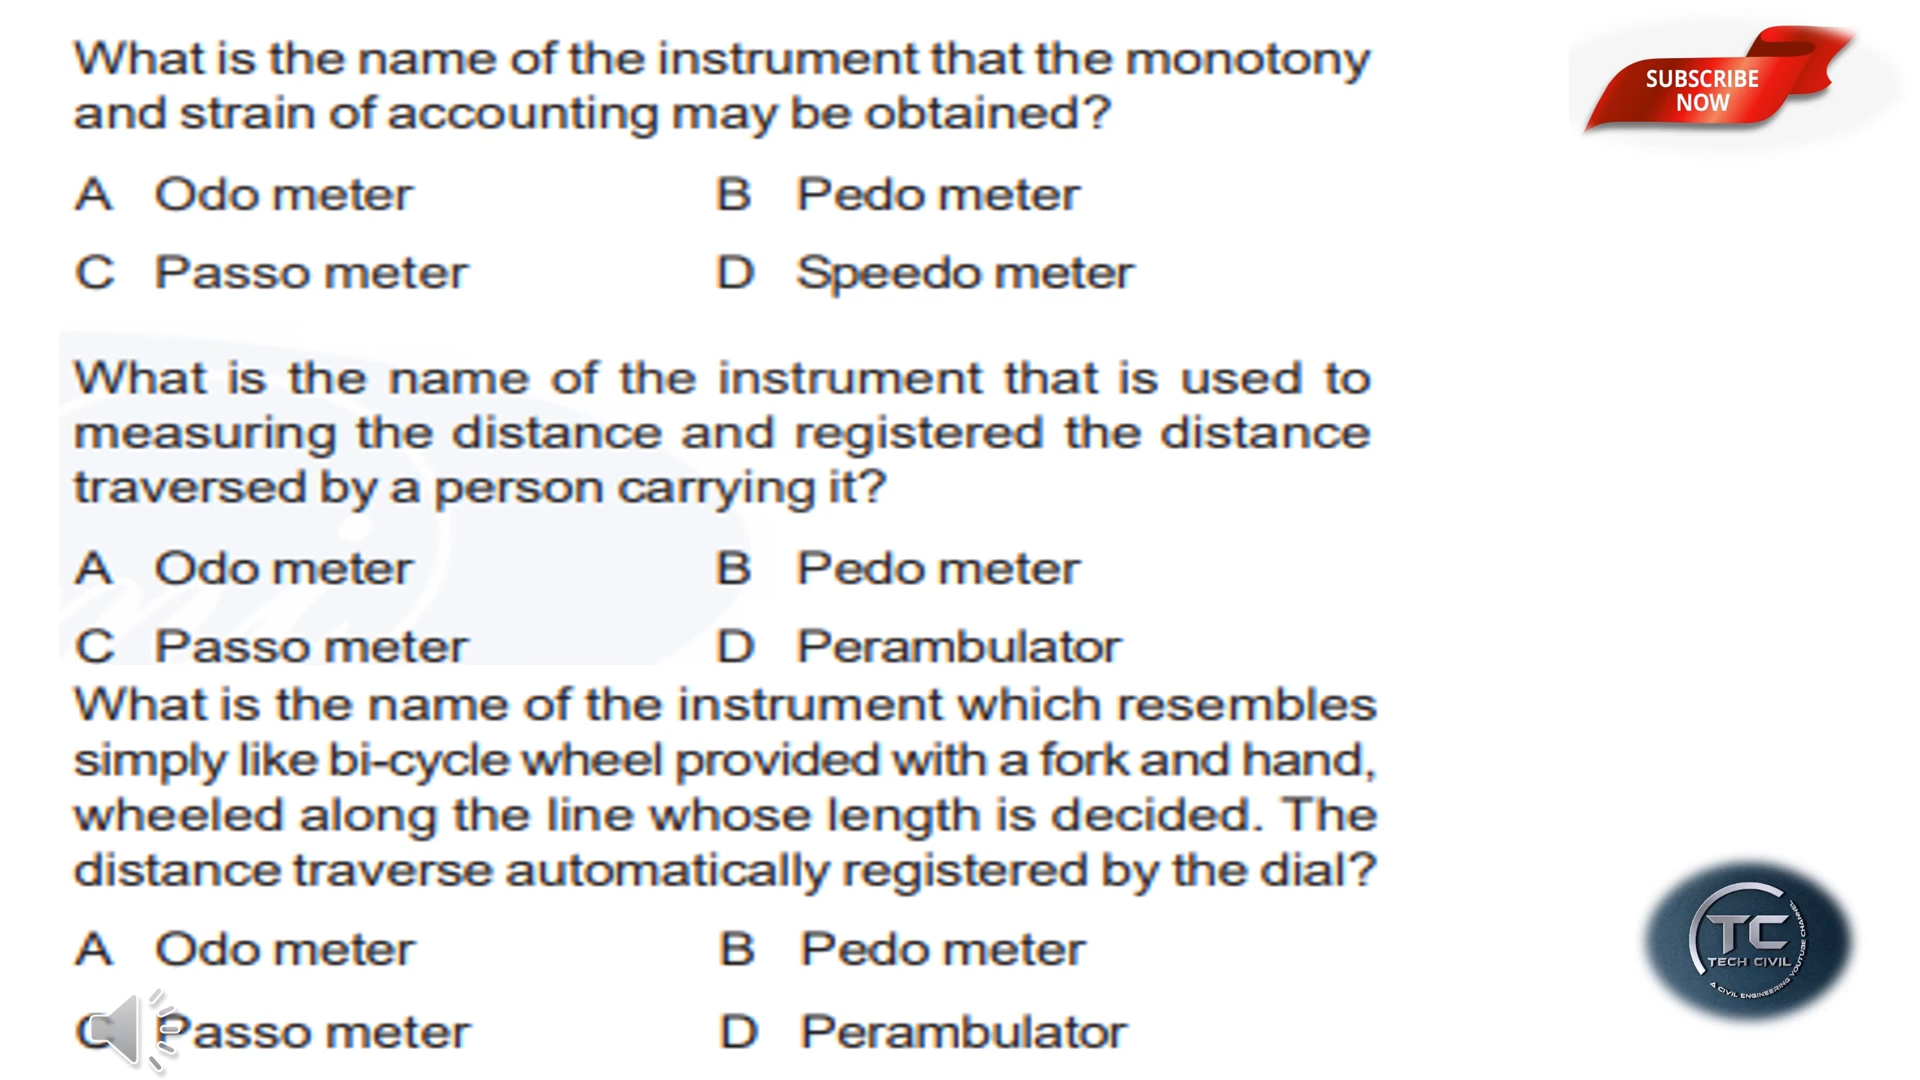 What is the name of the instrument that the monotony
and strain of accounting may be obtained?
A Odo meter B Pedo meter
C Passo meter D Speedo meter
What is the name of the instrument that is used to
measuring the distance and registered the distance
traversed by a person carrying it?
A Odo meter B Pedo meter
C Passo meter D Perambulator
What is the name of the instrument which resembles
simply like bi-cycle wheel provided with a fork and hand,
wheeled along the line whose length is decided. The
distance traverse automatically registered by the dial?
A Odo meter B Pedo meter
C Passo meter D Perambulator
SUBSCRIBE
NOW
TC
TECH CIVIL
A CIVIL ENGINEERING YOUTUBE CHANNEL